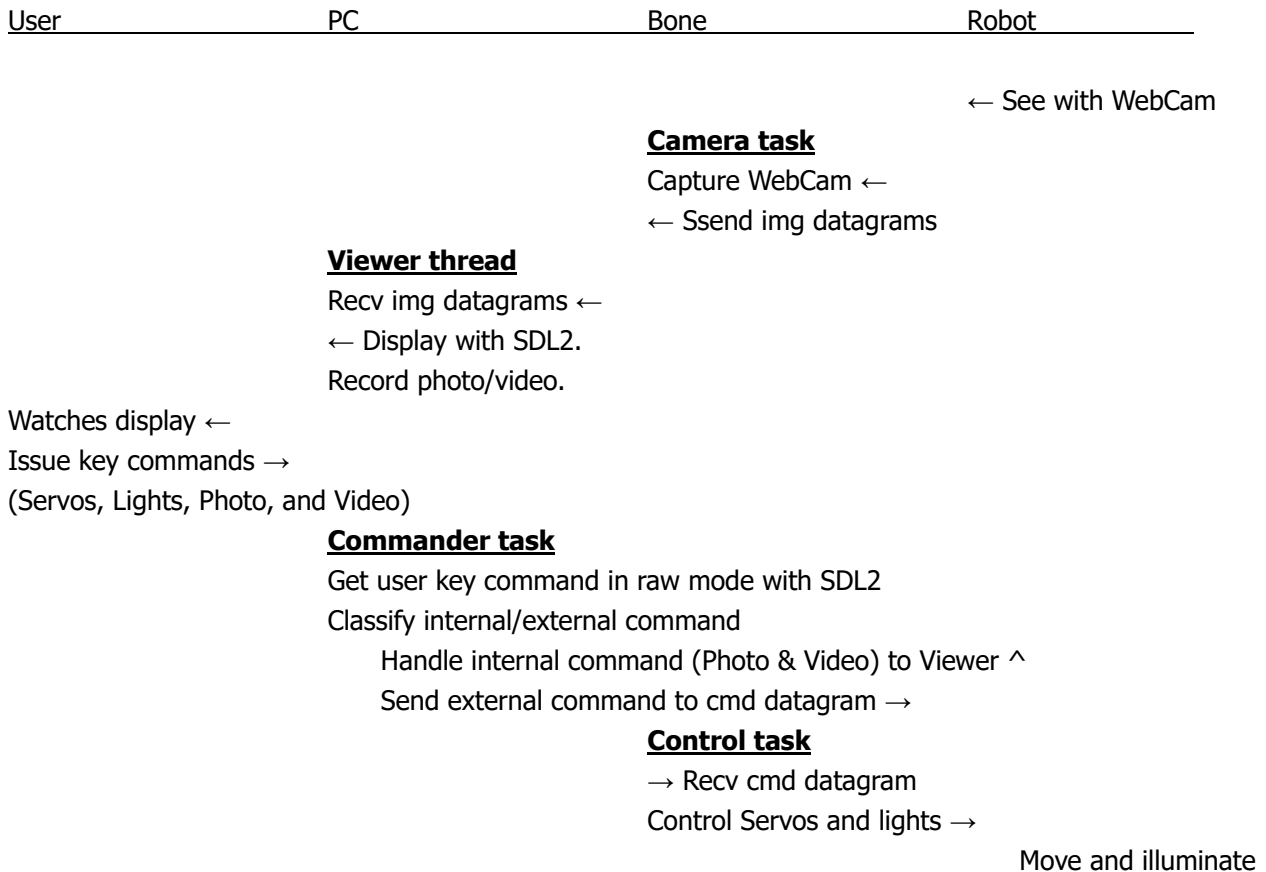 User PC Bone Robot
← See with WebCam
Camera task
Capture WebCam ←
← Ssend img datagrams
Viewer thread
Recv img datagrams ←
← Display with SDL2.
Record photo/video.
Watches display ←
Issue key commands →
(Servos, Lights, Photo, and Video)
Commander task
Get user key command in raw mode with SDL2
Classify internal/external command
Handle internal command (Photo & Video) to Viewer ^
Send external command to cmd datagram →
Control task
→ Recv cmd datagram
Control Servos and lights →
Move and illuminate